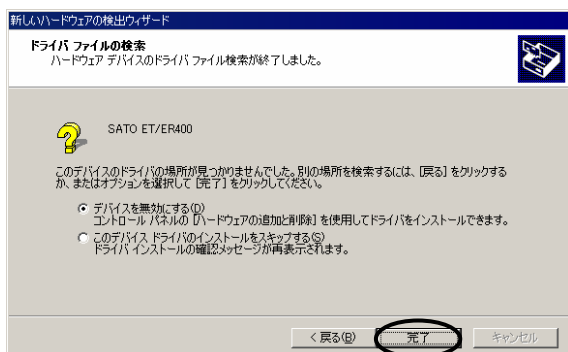 新しいハードウェアの検出ウィザード
ドライバ ファイルの検索
ハードウェア デバイスのドライバ ファイル検索が終了しました。
SATO ET/ER400
このデバイスのドライバの場所が見つかりませんでした。別の場所を検索するには、[戻る] をクリックする
か、またはオプションを選択して [完了] をクリックしてください。
デバイスを無効にする(D)
コントロール パネルの [ハードウェアの追加と削除] を使用してドライバをインストールできます。
このデバイス ドライバのインストールをスキップする(S)
ドライバ インストールの確認メッセージが再表示されます。
< 戻る(B)
完了
キャンセル